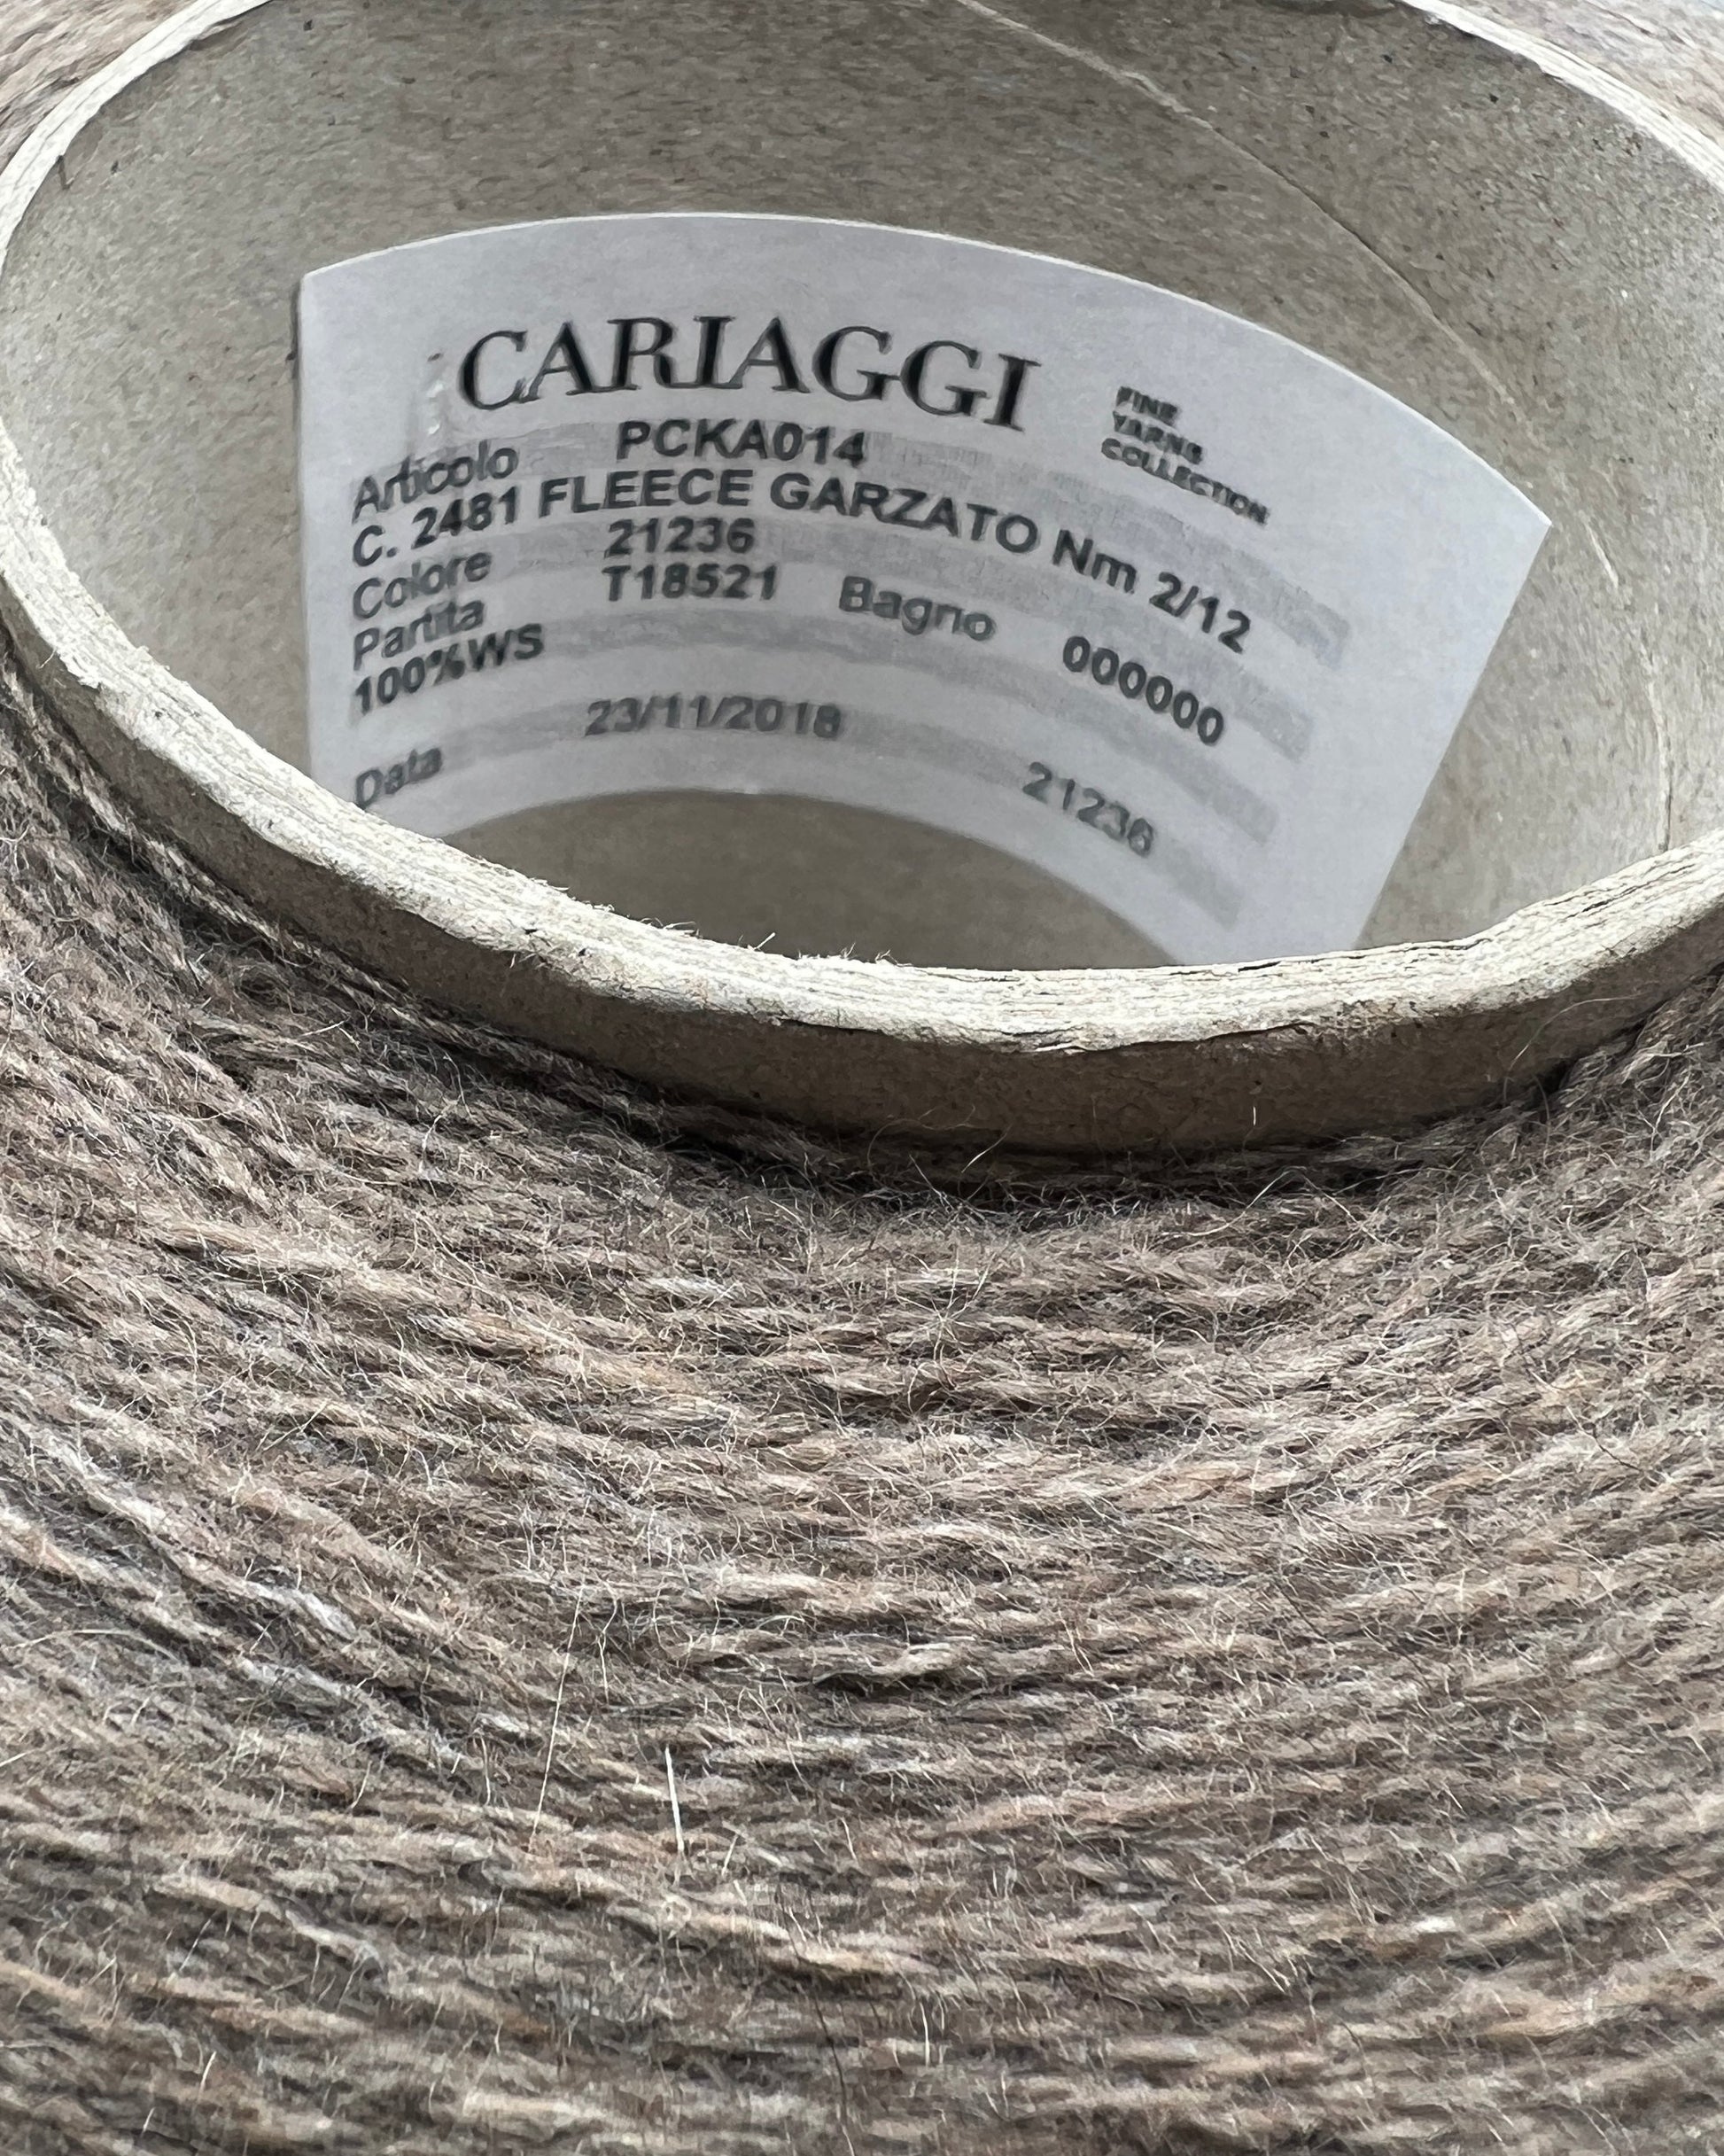 CARIAGGI
FINE
YARNS
COLLECTION
Articolo PCKA014
C. 2481 FLEECE GARZATO Nm 2/12
Colore 21236
Partita T18521 Bagno 000000
100%WS
Data 23/11/2018 21236